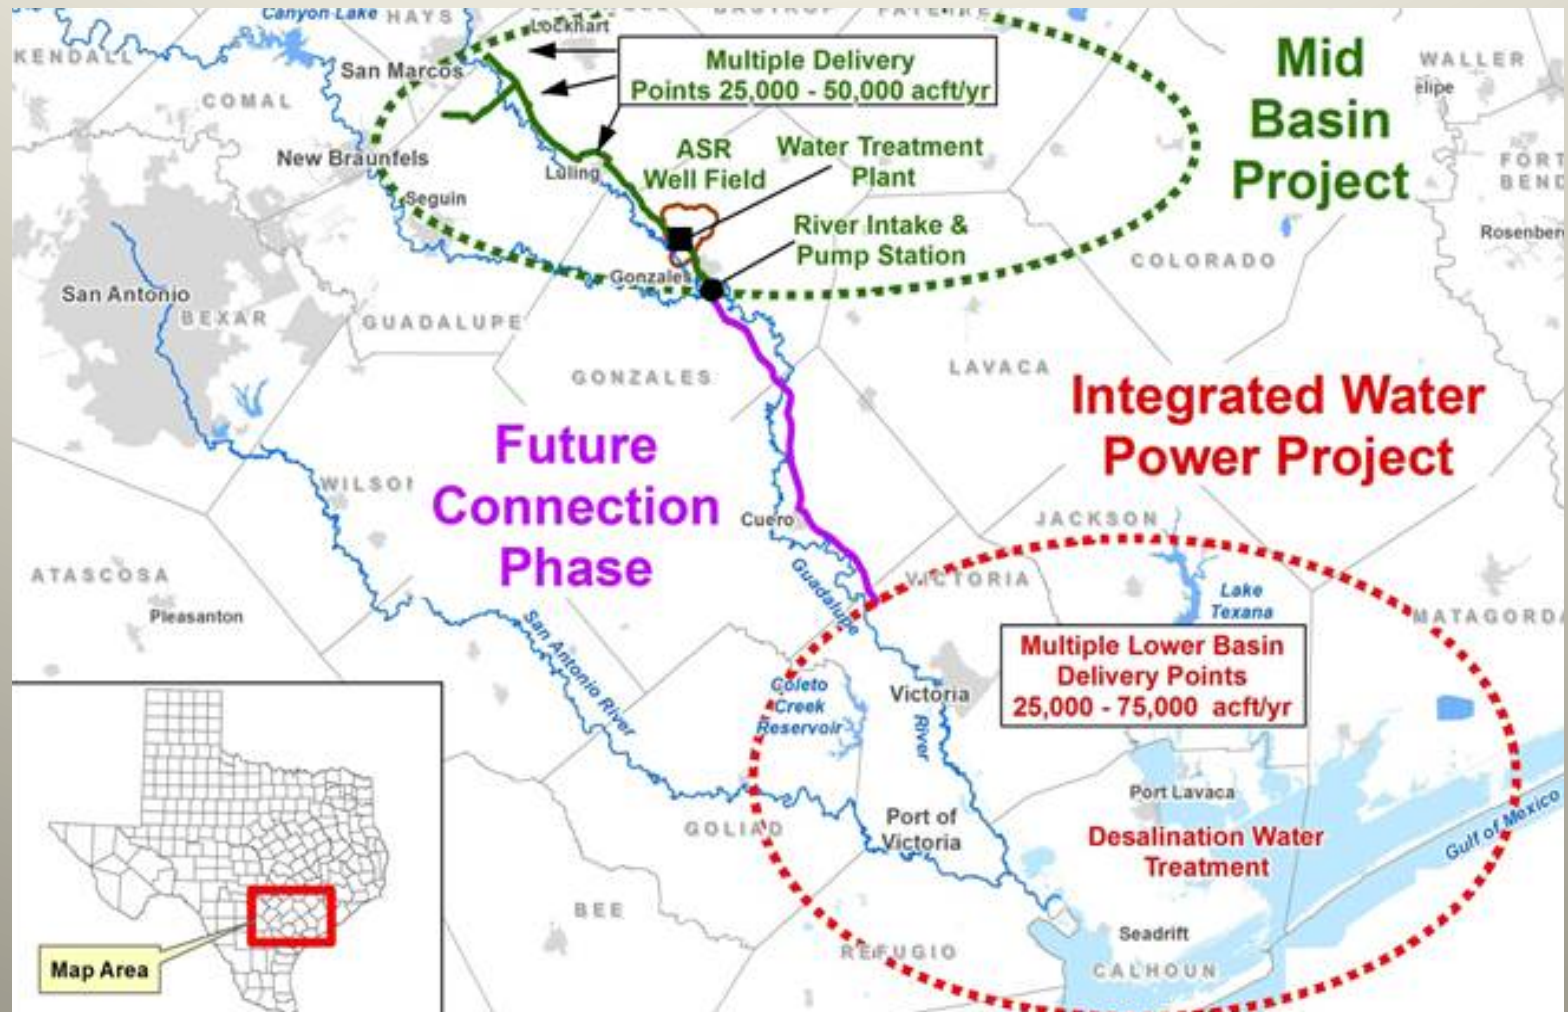 Canyon Lake
HAYS
Lockhart
KENDALL
San Marcos
COMAL
Multiple Delivery
Points 25,000 - 50,000 acft/yr
Mid
Basin
Project
WALLER
elipe
New Braunfels
Luling
ASR
Well Field
Water Treatment
Plant
FORT
BEND
Seguin
River Intake &
Pump Station
Gonzales
COLORADO
San Antonio
BEXAR
GUADALUPE
GONZALES
LAVACA
Integrated Water
Power Project
Future
Connection
Phase
Cuero
JACKSON
ATASCOSA
Pleasanton
San Antonio River
Guadalupe
River
VICTORIA
Lake
Texana
Multiple Lower Basin
Delivery Points
25,000 - 75,000 acft/yr
Coleto
Creek
Reservoir
Victoria
Port Lavaca
GOLIAD
Port of
Victoria
Desalination Water
Treatment
Gulf of Mexico
BEE
REFUGIO
Seadrift
CALHOUN
Map Area